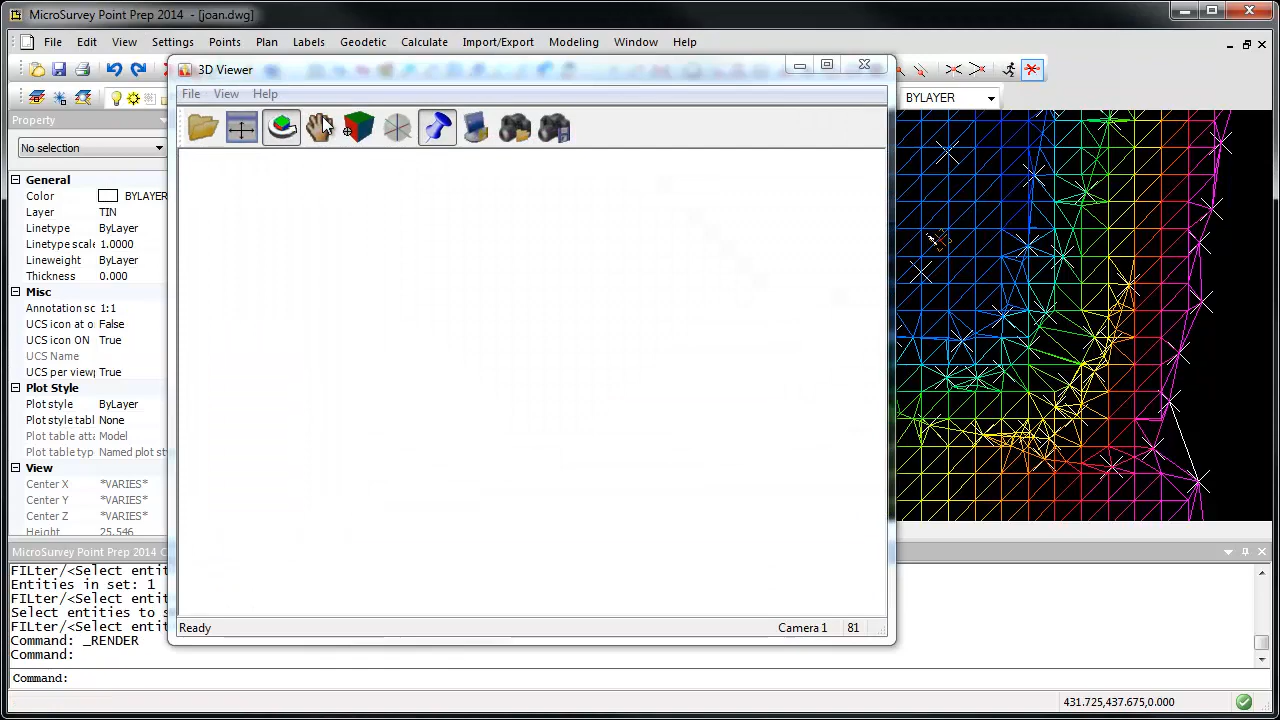 MicroSurvey Point Prep 2014 - [joan.dwg]
File Edit View Settings Points Plan Labels Geodetic Calculate Import/Export Modeling Window Help
3D Viewer
File View Help
BYLAYER
Property
No selection
General
Color BYLAYER
Layer TIN
Linetype ByLayer
Linetype scale 1.0000
Lineweight ByLayer
Thickness 0.000
Misc
Annotation sc 1:1
UCS icon at o False
UCS icon ON True
UCS Name
UCS per view True
Plot Style
Plot style ByLayer
Plot style tabl None
Plot table atta Model
Plot table typ Named plot st
View
Center X *VARIES*
Center Y *VARIES*
Center Z *VARIES*
Height 25.546
Ready Camera 1 81
MicroSurvey Point Prep 2014 C
FILter/<Select entit
Entities in set: 1
FILter/<Select entit
Select entities to s
FILter/<Select entit
Command: _RENDER
Command:
Command:
431.725,437.675,0.000